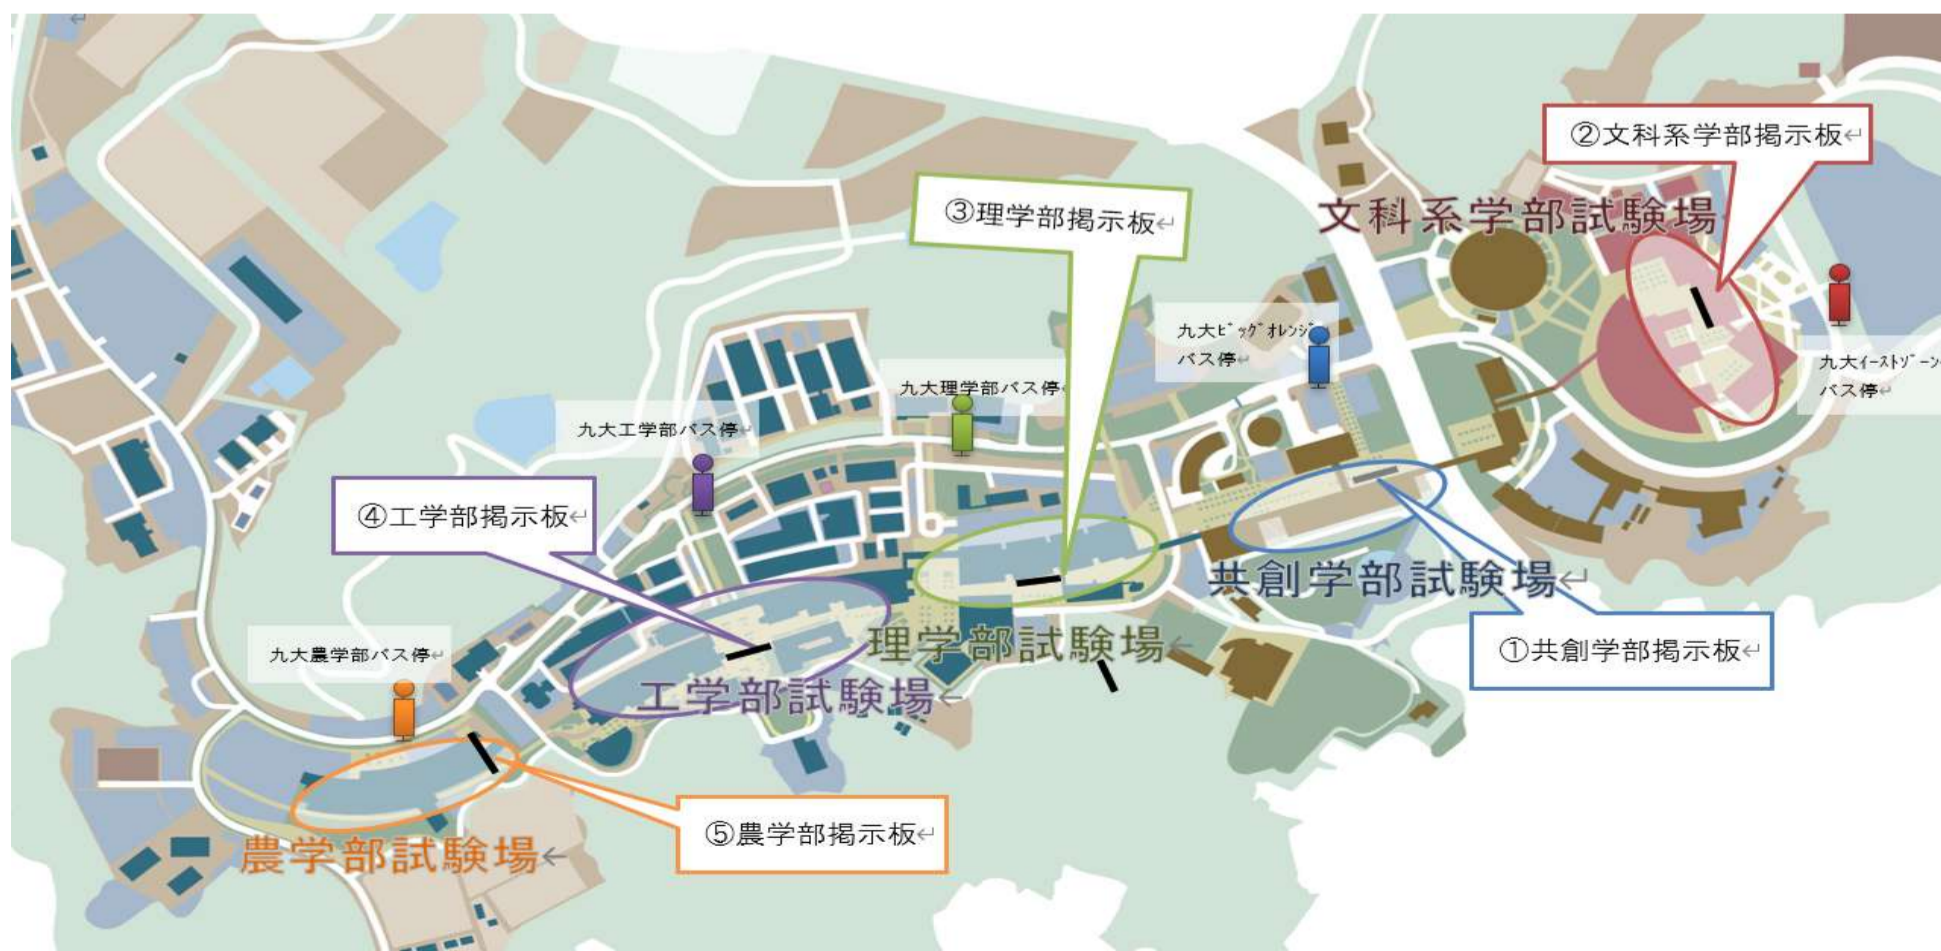 ②文科系学部掲示板↵
③理学部掲示板↵
文科系学部試験場
九大ﾋﾞｯｸﾞｵﾚﾝｼﾞ
バス停↵
九大ｲｰｽﾄｿﾞｰﾝ
バス停↵
九大理学部バス停
九大工学部バス停↵
④工学部掲示板↵
共創学部試験場↵
九大農学部バス停↵
理学部試験場←
①共創学部掲示板↵
工学部試験場←
⑤農学部掲示板↵
農学部試験場←